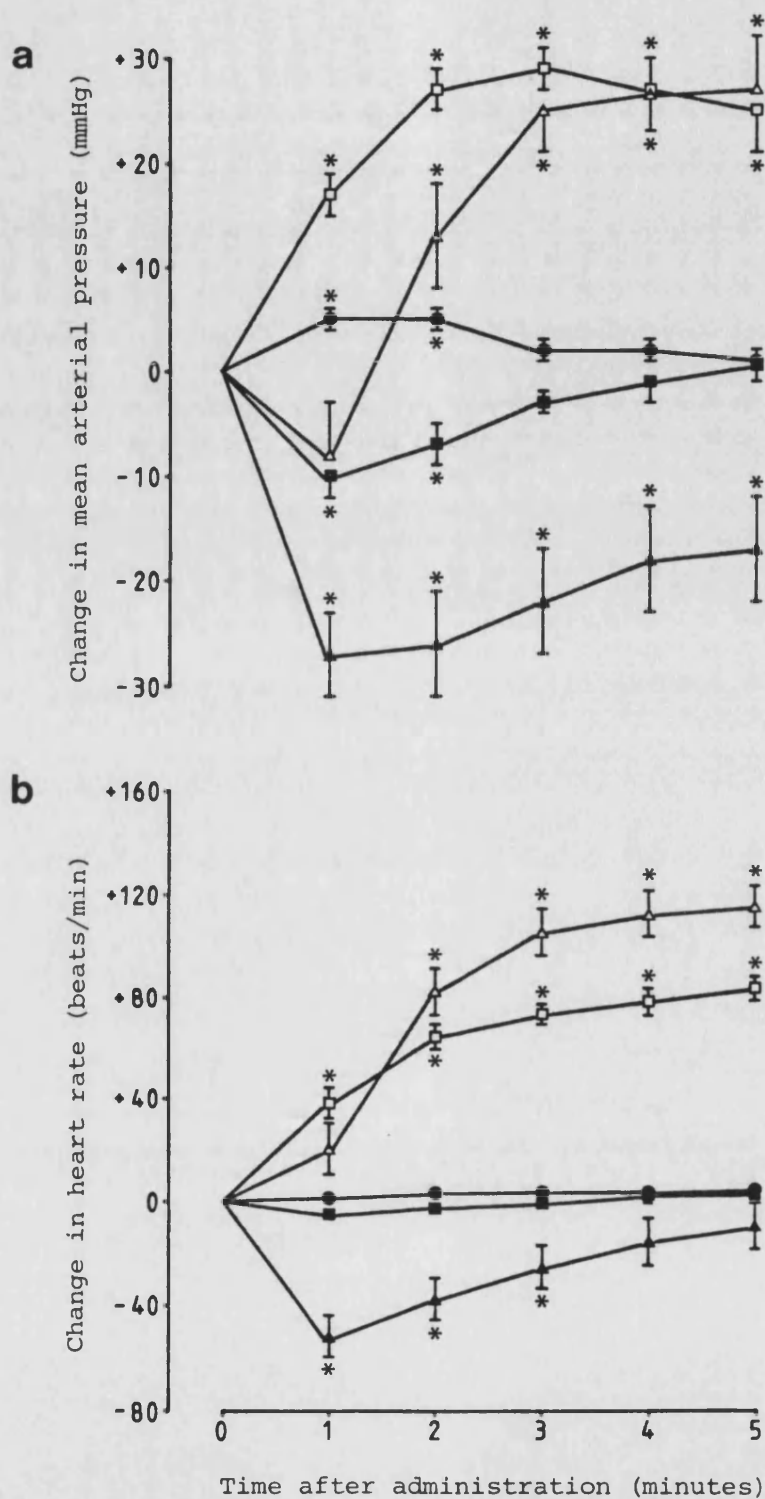 a
+30
+20
+10
0
-10
-20
-30
Change in mean arterial pressure (mmHg)
* * * * * * * * * * * * * * * * * *
b
+160
+120
+80
+40
0
-40
-80
Change in heart rate (beats/min)
* * * * * * * * * * * *
0 1 2 3 4 5
Time after administration (minutes)